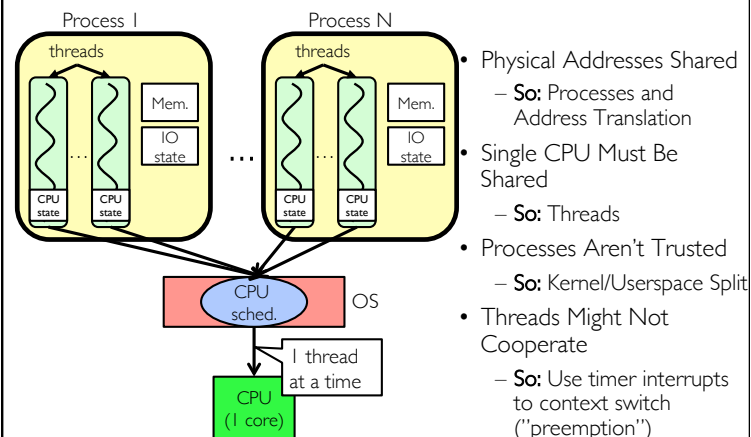 Process 1
Process N
threads
threads
Mem.
IO
state
...
CPU
state
CPU
state
...
Mem.
IO
state
...
CPU
state
CPU
state
CPU
sched.
OS
1 thread
at a time
CPU
(1 core)
• Physical Addresses Shared
– So: Processes and
Address Translation
• Single CPU Must Be
Shared
– So: Threads
• Processes Aren't Trusted
– So: Kernel/Userspace Split
• Threads Might Not
Cooperate
– So: Use timer interrupts
to context switch
("preemption")